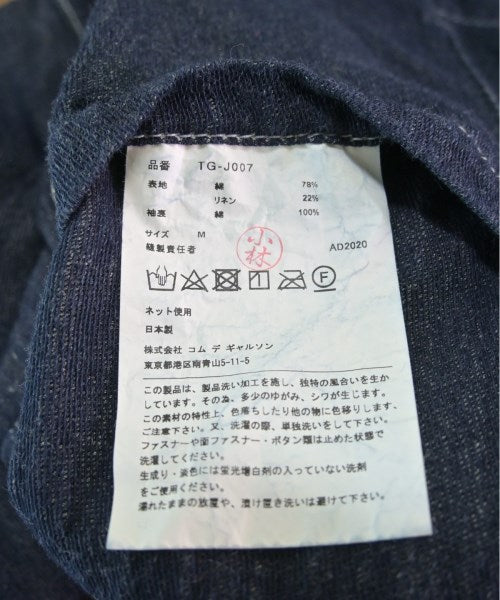 品番 TG-J007
表地 綿 78%
リネン 22%
袖裏 綿 100%
サイズ M
縫製責任者 小林 AD2020
F
ネット使用
日本製
株式会社 コム デ ギャルソン
東京都港区南青山5-11-5
この製品は、製品洗い加工を施し、独特の風合いを生か
しています。その為、多少のゆがみ、シワが生じます。
この素材の特性上、色落ちしたり他の物に色移りします、
ご注意下さい。又、洗濯の際、単独洗いをして下さい。
ファスナーや面ファスナー・ボタン類は止めた状態で
洗濯してください。
生成り・淡色には蛍光増白剤の入っていない洗剤
をご使用ください。
濡れたままの放置や、漬け置き洗いは避けて下さい。